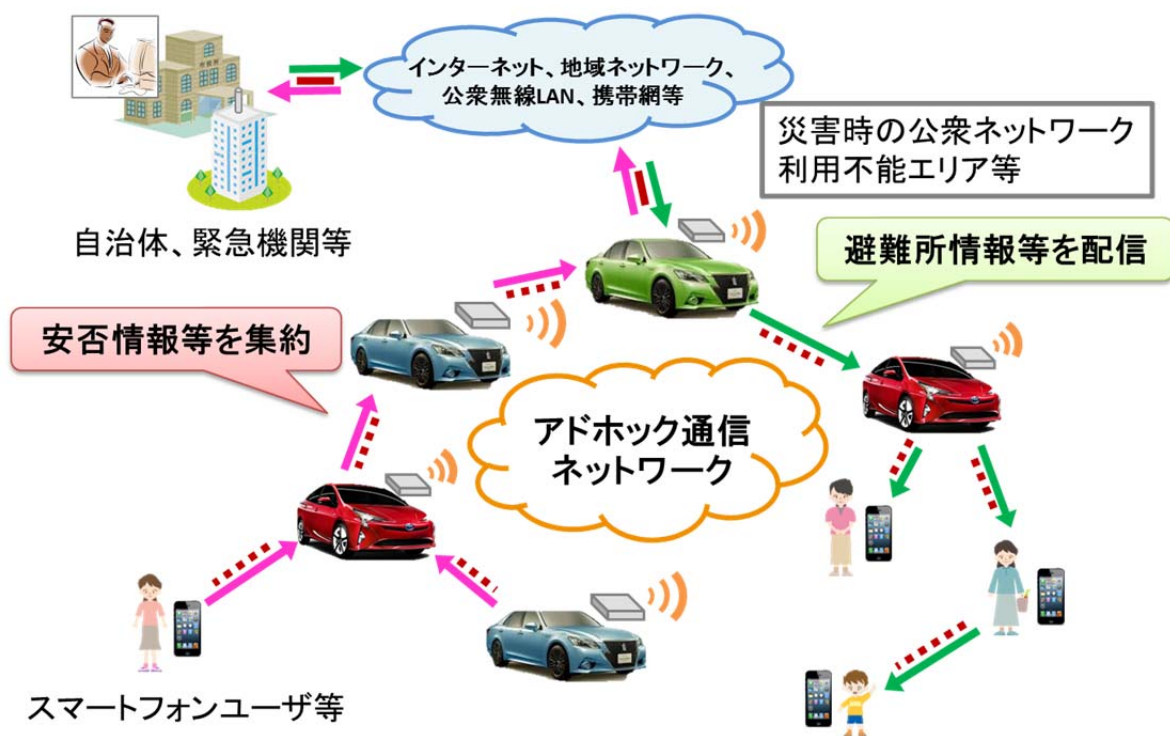 インターネット、地域ネットワーク、
公衆無線LAN、携帯網等
災害時の公衆ネットワーク
利用不能エリア等
自治体、緊急機関等
避難所情報等を配信
安否情報等を集約
アドホック通信
ネットワーク
スマートフォンユーザ等